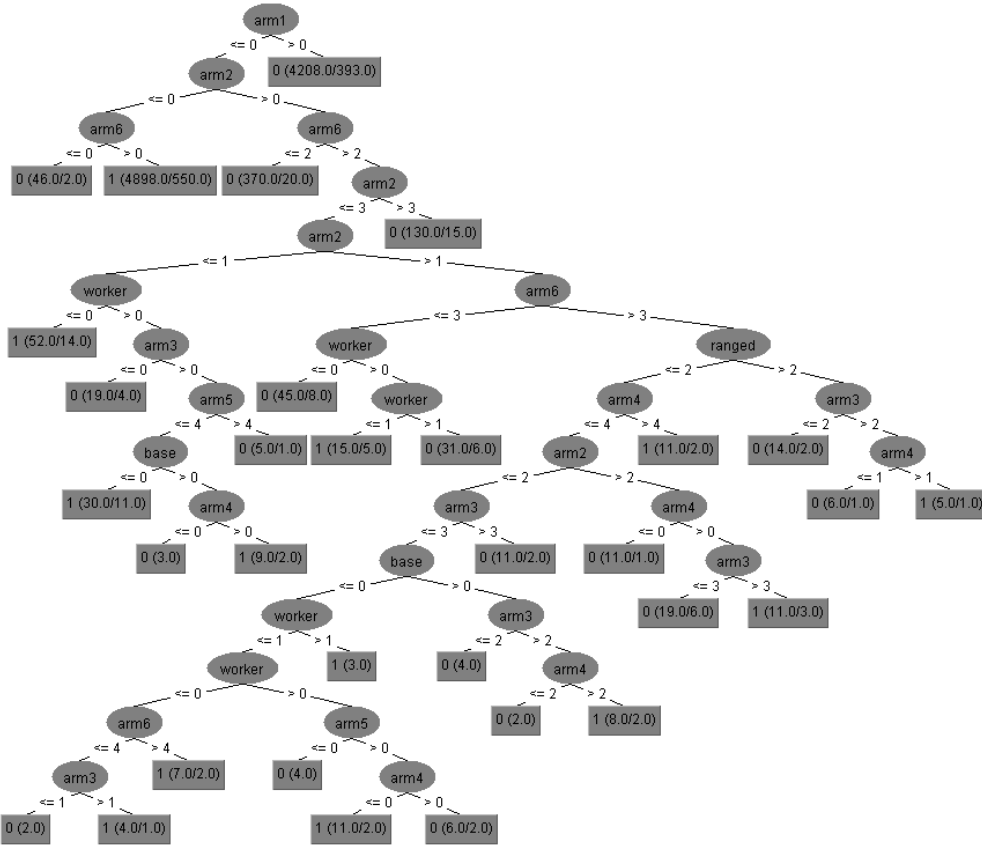 arm1
<= 0 > 0
arm2 0 (4208.0/393.0)
<= 0 > 0
arm6 arm6
<= 0 > 0 <= 2 > 2
0 (46.0/2.0) 1 (4898.0/550.0) 0 (370.0/20.0) arm2
<= 3 > 3
arm2 0 (130.0/15.0)
<= 1 > 1
worker arm6
<= 0 > 0 <= 3 > 3
1 (52.0/14.0) arm3 worker ranged
<= 0 > 0 <= 0 > 0 <= 2 > 2
0 (19.0/4.0) arm5 0 (45.0/8.0) worker arm4 arm3
<= 4 > 4 <= 1 > 1 <= 4 > 4 <= 2 > 2
base 0 (5.0/1.0) 1 (15.0/5.0) 0 (31.0/6.0) arm2 1 (11.0/2.0) 0 (14.0/2.0) arm4
<= 0 > 0 <= 2 > 2 <= 1 > 1
1 (30.0/11.0) arm4 arm3 arm4 0 (6.0/1.0) 1 (5.0/1.0)
<= 0 > 0 <= 3 > 3 <= 0 > 0
0 (3.0) 1 (9.0/2.0) base 0 (11.0/2.0) 0 (11.0/1.0) arm3
<= 0 > 0 <= 3 > 3
worker arm3 0 (19.0/6.0) 1 (11.0/3.0)
<= 1 > 1 <= 2 > 2
worker 1 (3.0) 0 (4.0) arm4
<= 0 > 0 <= 2 > 2
arm6 arm5 0 (2.0) 1 (8.0/2.0)
<= 4 > 4 <= 0 > 0
arm3 1 (7.0/2.0) 0 (4.0) arm4
<= 1 > 1 <= 0 > 0
0 (2.0) 1 (4.0/1.0) 1 (11.0/2.0) 0 (6.0/2.0)